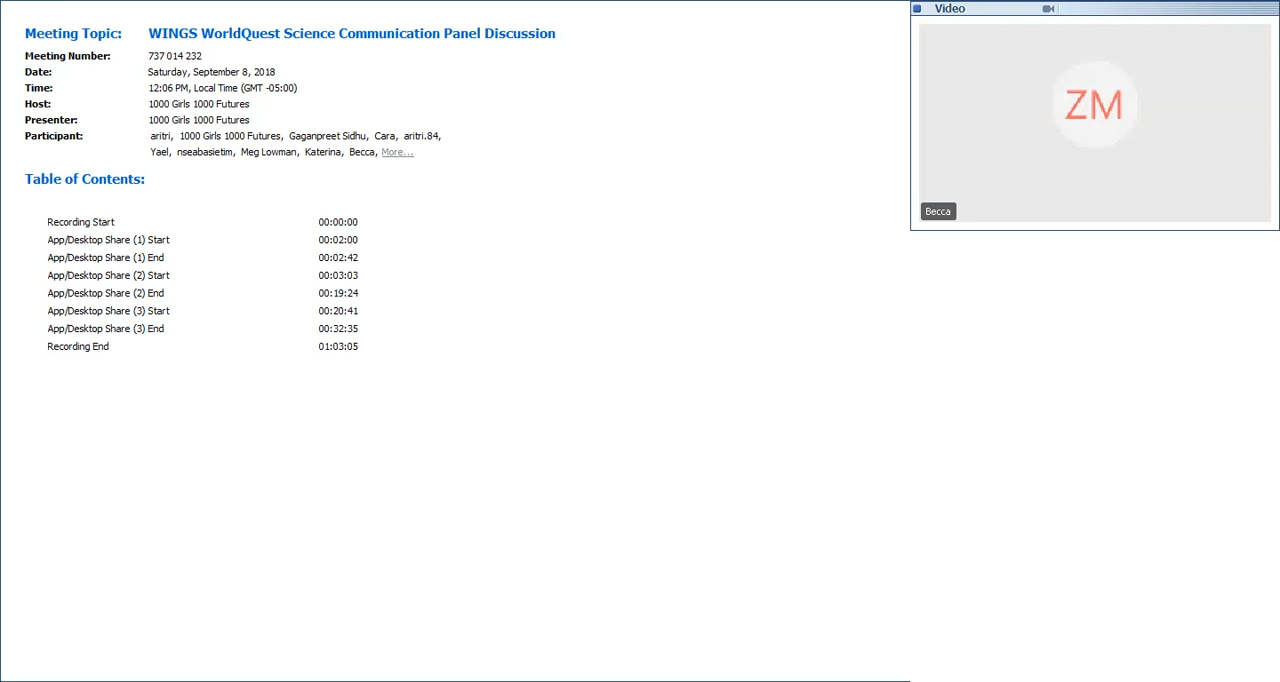 Meeting Topic: WINGS WorldQuest Science Communication Panel Discussion
Meeting Number: 737 014 232
Date: Saturday, September 8, 2018
Time: 12:06 PM, Local Time (GMT -05:00)
Host: 1000 Girls 1000 Futures
Presenter: 1000 Girls 1000 Futures
Participant: aritri, 1000 Girls 1000 Futures, Gaganpreet Sidhu, Cara, aritri.84,
Yael, nseabasietim, Meg Lowman, Katerina, Becca, More...
Table of Contents:
Recording Start 00:00:00
App/Desktop Share (1) Start 00:02:00
App/Desktop Share (1) End 00:02:42
App/Desktop Share (2) Start 00:03:03
App/Desktop Share (2) End 00:19:24
App/Desktop Share (3) Start 00:20:41
App/Desktop Share (3) End 00:32:35
Recording End 01:03:05
Video
ZM
Becca